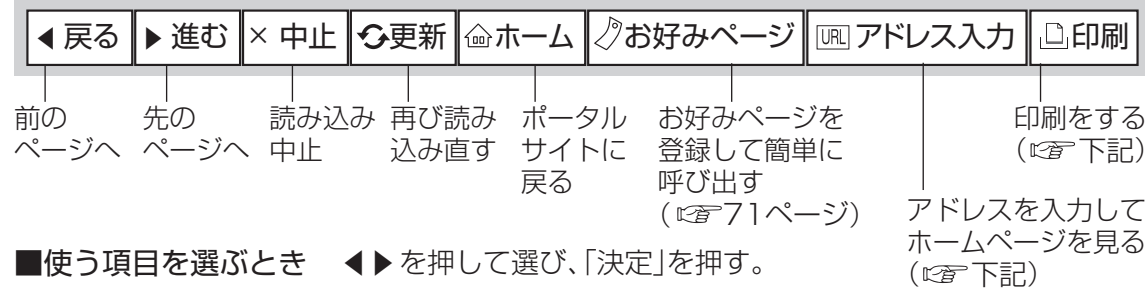 ◀ 戻る ▶ 進む × 中止 更新 ホーム お好みページ URL アドレス入力 印刷
前の
ページへ
先の
ページへ
読み込み
中止
再び読み
込み直す
ポータル
サイトに
戻る
お好みページを
登録して簡単に
呼び出す
(☞71ページ)
アドレスを入力して
ホームページを見る
(☞下記)
印刷をする
(☞下記)
■使う項目を選ぶとき ◀▶を押して選び、「決定」を押す。